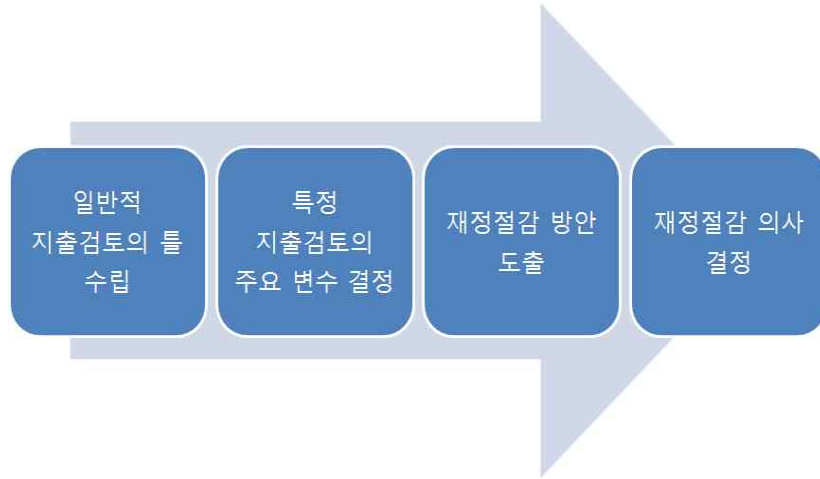 일반적
지출검토의 틀
수립
특정
지출검토의
주요 변수 결정
재정절감 방안
도출
재정절감 의사
결정